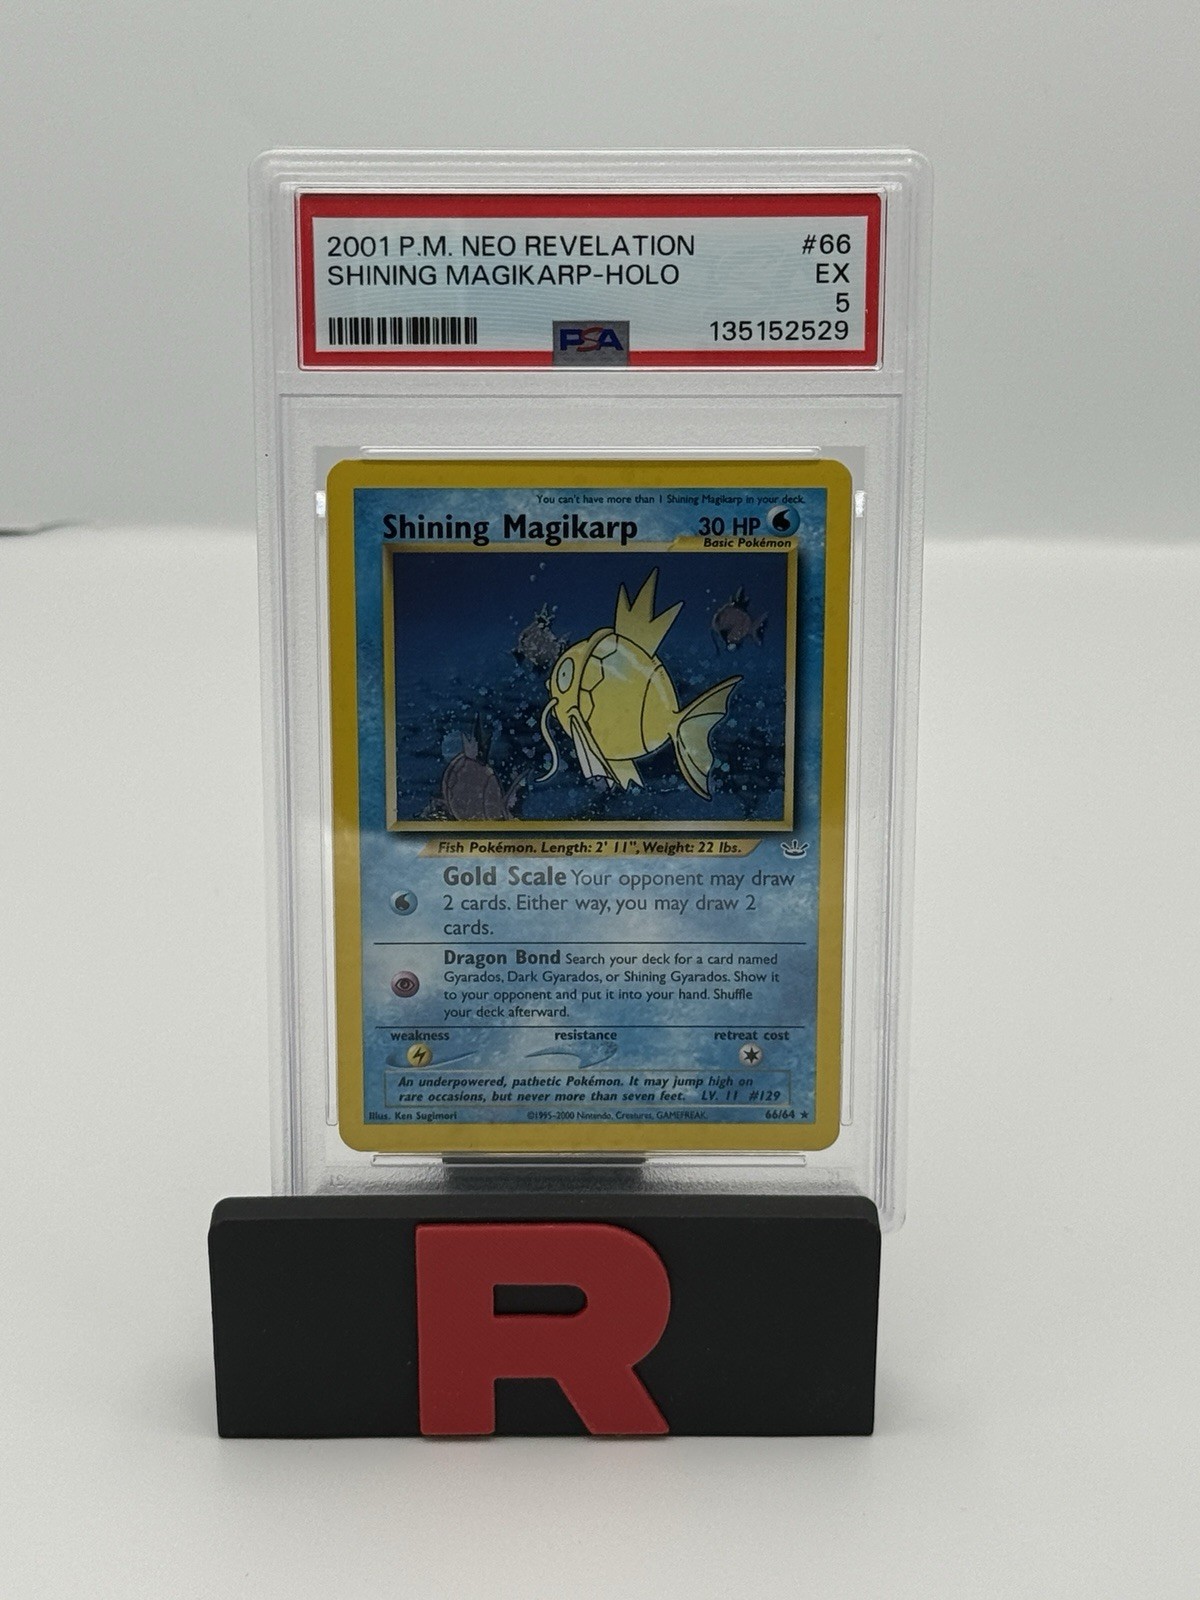 2001 P.M. NEO REVELATION #66
SHINING MAGIKARP-HOLO EX
5
PSA 135152529
You can't have more than 1 Shining Magikarp in your deck.
Shining Magikarp 30 HP
Basic Pokémon
Fish Pokémon. Length: 2' 11", Weight: 22 lbs.
Gold Scale Your opponent may draw
2 cards. Either way, you may draw 2
cards.
Dragon Bond Search your deck for a card named
Gyarados, Dark Gyarados, or Shining Gyarados. Show it
to your opponent and put it into your hand. Shuffle
your deck afterward.
weakness resistance retreat cost
An underpowered, pathetic Pokémon. It may jump high on
rare occasions, but never more than seven feet. LV. 11 #129
Illus. Ken Sugimori ©1995-2000 Nintendo, Creatures, GAMEFREAK. 66/64 ★
R